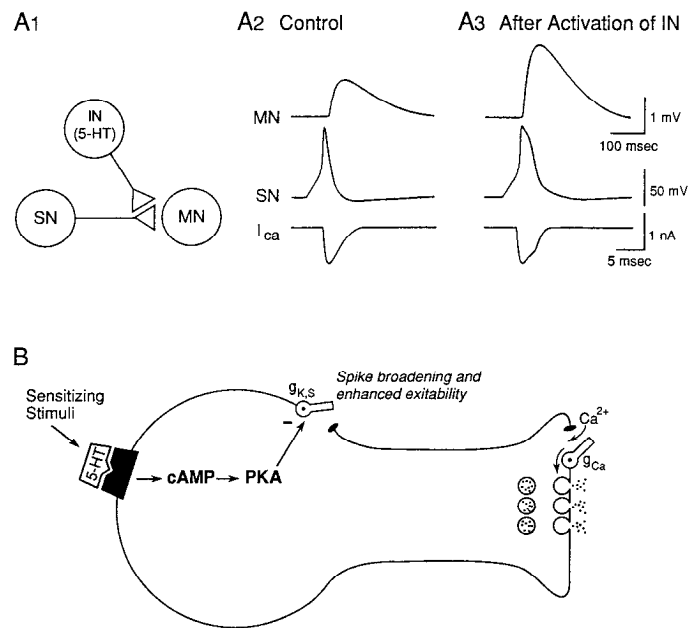 A1
A2 Control
A3 After Activation of IN
IN
(5-HT)
SN
MN
MN
1 mV
100 msec
SN
50 mV
Ica
1 nA
5 msec
B
Sensitizing
Stimuli
5-HT
cAMP
PKA
gK,S
Spike broadening and
enhanced exitability
Ca2+
gCa